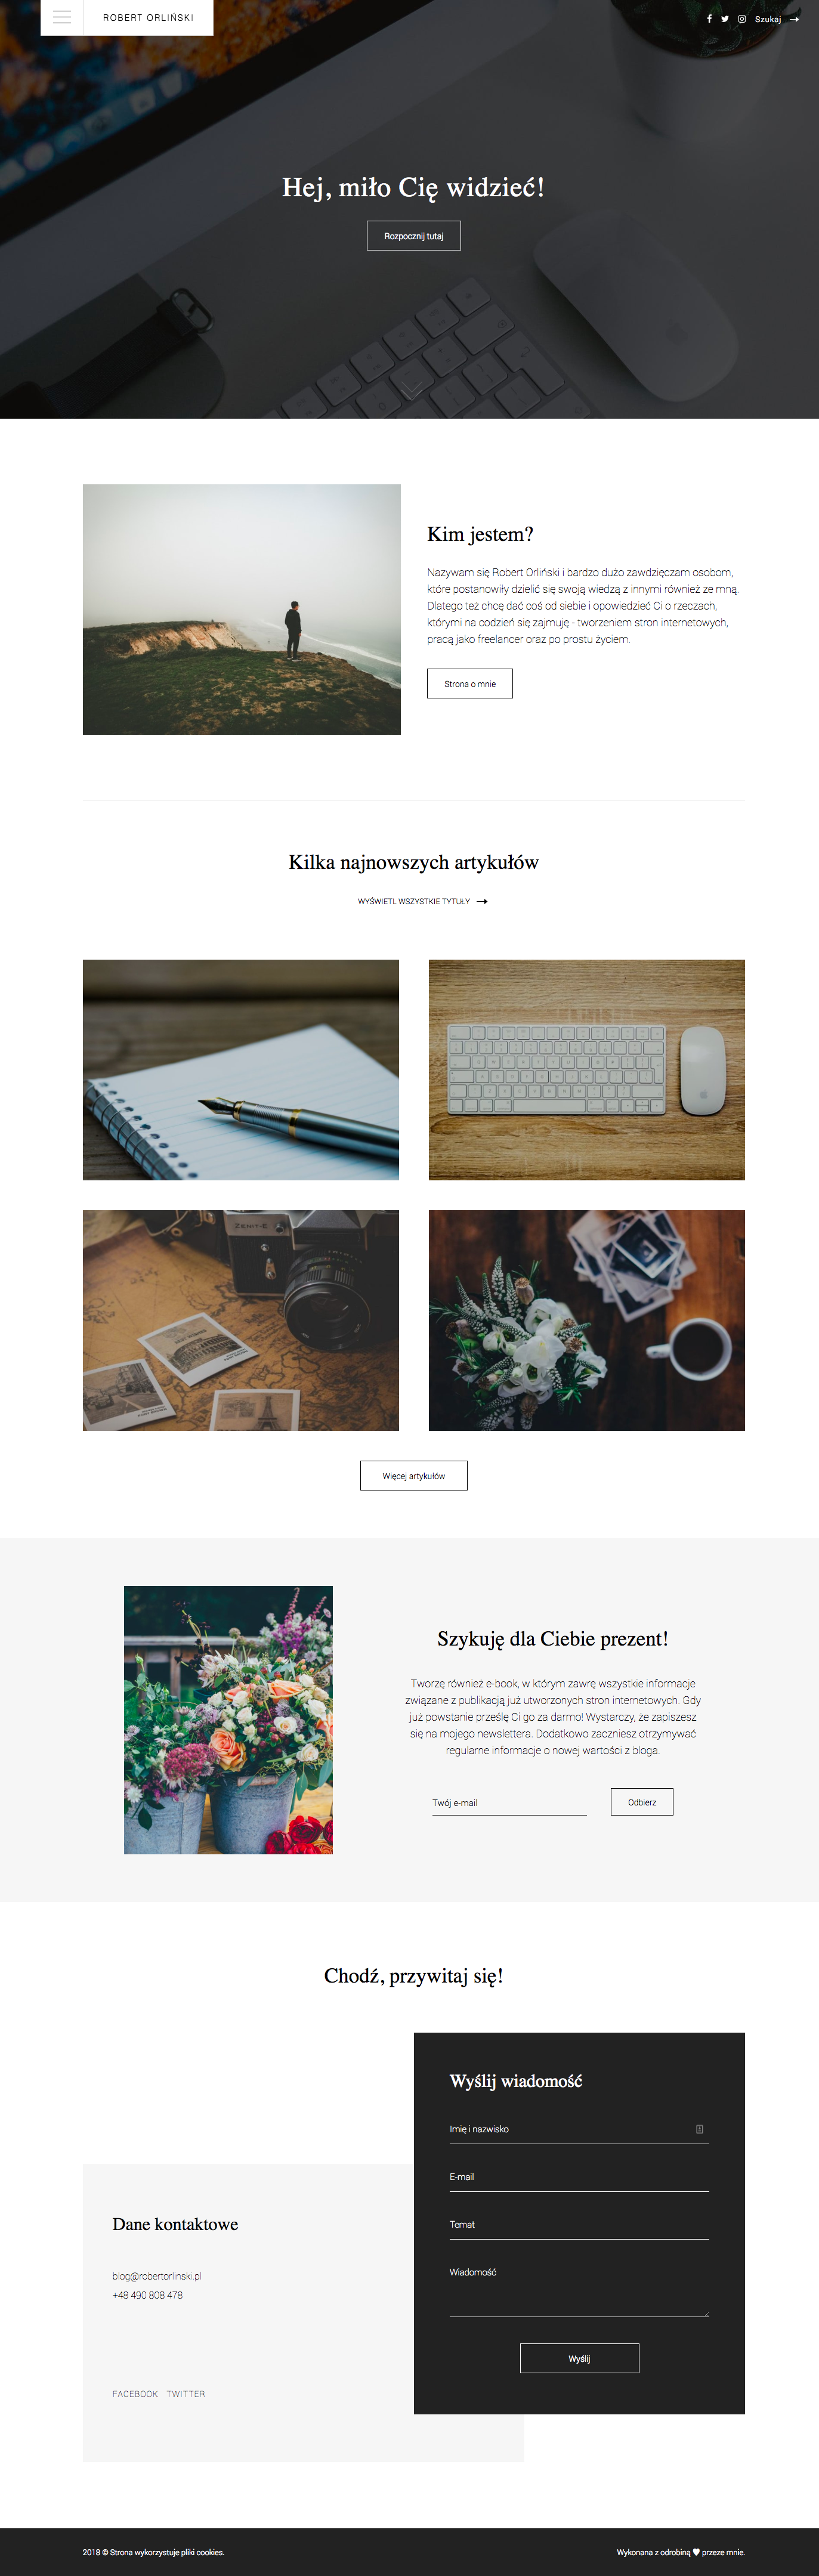 ROBERT ORLIŃSKI
Szukaj
Hej, miło Cię widzieć!
Rozpocznij tutaj
Kim jestem?
Nazywam się Robert Orliński i bardzo dużo zawdzięczam osobom,
które postanowiły dzielić się swoją wiedzą z innymi również ze mną.
Dlatego też chcę dać coś od siebie i opowiedzieć Ci o rzeczach,
którymi na codzień się zajmuję - tworzeniem stron internetowych,
pracą jako freelancer oraz po prostu życiem.
Strona o mnie
Kilka najnowszych artykułów
WYŚWIETL WSZYSTKIE TYTUŁY
ZENIT-E
Więcej artykułów
Szykuję dla Ciebie prezent!
Tworzę również e-book, w którym zawrę wszystkie informacje
związane z publikacją już utworzonych stron internetowych. Gdy
już powstanie prześlę Ci go za darmo! Wystarczy, że zapiszesz
się na mojego newslettera. Dodatkowo zaczniesz otrzymywać
regularne informacje o nowej wartości z bloga.
Twój e-mail
Odbierz
Chodź, przywitaj się!
Wyślij wiadomość
Imię i nazwisko
E-mail
Temat
Wiadomość
Wyślij
Dane kontaktowe
blog@robertorlinski.pl
+48 490 808 478
FACEBOOK TWITTER
2018 © Strona wykorzystuje pliki cookies.
Wykonana z odrobiną ♥ przeze mnie.